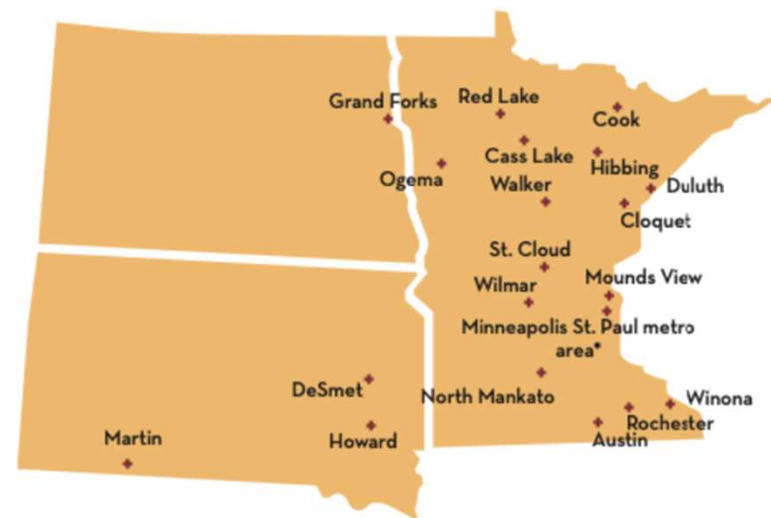 Grand Forks
Red Lake
Cook
Cass Lake
Hibbing
Ogema
Walker
Duluth
Cloquet
St. Cloud
Mounds View
Wilmar
Minneapolis St. Paul metro
area*
DeSmet
North Mankato
Winona
Rochester
Martin
Howard
Austin